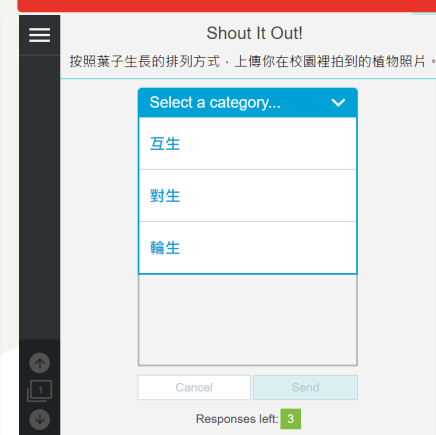 Shout It Out!
按照葉子生長的排列方式，上傳你在校園裡拍到的植物照片。
Select a category...
互生
對生
輪生
1
Cancel
Send
Responses left: 3